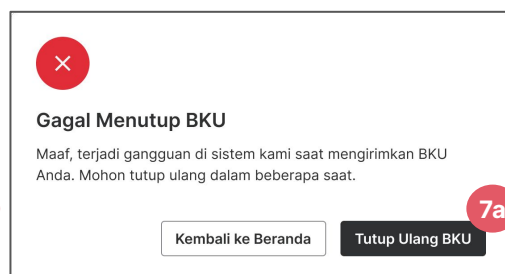 Gagal Menutup BKU
Maaf, terjadi gangguan di sistem kami saat mengirimkan BKU
Anda. Mohon tutup ulang dalam beberapa saat.
7a
Kembali ke Beranda
Tutup Ulang BKU